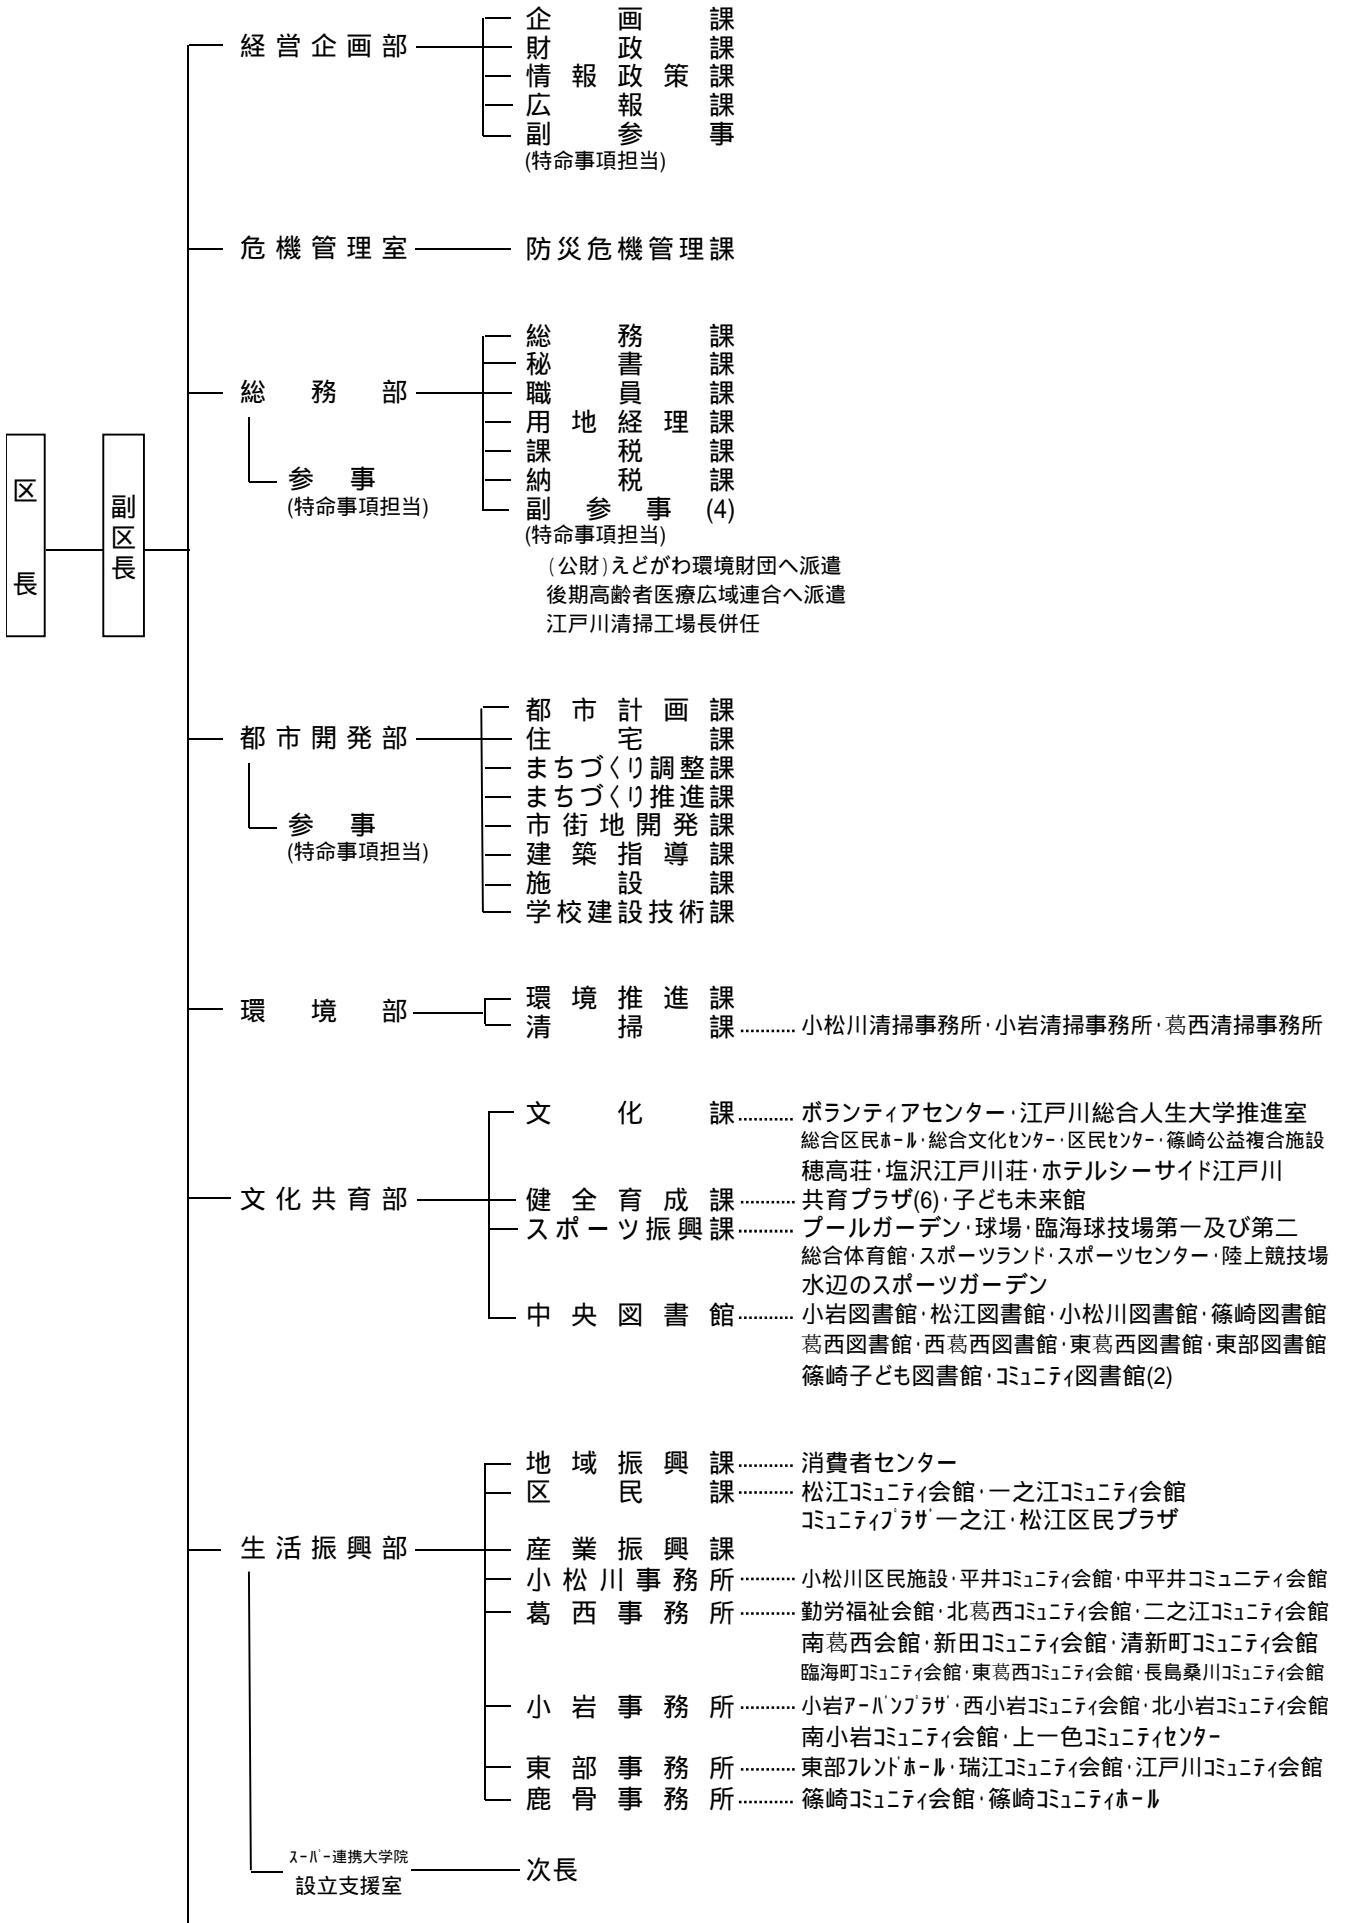 区長
副区長
経営企画部
企画課
財政課
情報政策課
広報課
副参事
(特命事項担当)
危機管理室
防災危機管理課
総務部
参事
(特命事項担当)
総務課
秘書課
職員課
用地経理課
課税課
納税課
副参事(4)
(特命事項担当)
(公財)えどがわ環境財団へ派遣
後期高齢者医療広域連合へ派遣
江戸川清掃工場長併任
都市開発部
参事
(特命事項担当)
都市計画課
住宅課
まちづくり調整課
まちづくり推進課
市街地開発課
建築指導課
施設課
学校建設技術課
環境部
環境推進課
清掃課 小松川清掃事務所・小岩清掃事務所・葛西清掃事務所
文化共育部
文化課 ボランティアセンター・江戸川総合人生大学推進室
総合区民ﾎｰﾙ・総合文化ｾﾝﾀｰ・区民ｾﾝﾀｰ・篠崎公益複合施設
穂高荘・塩沢江戸川荘・ホテルシーサイド江戸川
健全育成課 共育プラザ(6)・子ども未来館
スポーツ振興課 プールガーデン・球場・臨海球技場第一及び第二
総合体育館・スポーツランド・スポーツセンター・陸上競技場
水辺のスポーツガーデン
中央図書館 小岩図書館・松江図書館・小松川図書館・篠崎図書館
葛西図書館・西葛西図書館・東葛西図書館・東部図書館
篠崎子ども図書館・ｺﾐｭﾆﾃｨ図書館(2)
生活振興部
地域振興課 消費者センター
区民課 松江ｺﾐｭﾆﾃｨ会館・一之江ｺﾐｭﾆﾃｨ会館
ｺﾐｭﾆﾃｨﾌﾟﾗｻﾞ一之江・松江区民プラザ
産業振興課
小松川事務所 小松川区民施設・平井ｺﾐｭﾆﾃｨ会館・中平井コミュニティ会館
葛西事務所 勤労福祉会館・北葛西ｺﾐｭﾆﾃｨ会館・二之江ｺﾐｭﾆﾃｨ会館
南葛西会館・新田ｺﾐｭﾆﾃｨ会館・清新町ｺﾐｭﾆﾃｨ会館
臨海町ｺﾐｭﾆﾃｨ会館・東葛西ｺﾐｭﾆﾃｨ会館・長島桑川ｺﾐｭﾆﾃｨ会館
小岩事務所 小岩ｱｰﾊﾞﾝﾌﾟﾗｻﾞ・西小岩ｺﾐｭﾆﾃｨ会館・北小岩ｺﾐｭﾆﾃｨ会館
南小岩ｺﾐｭﾆﾃｨ会館・上一色ｺﾐｭﾆﾃｨｾﾝﾀｰ
東部事務所 東部ﾌﾚﾝﾄﾞﾎｰﾙ・瑞江ｺﾐｭﾆﾃｨ会館・江戸川ｺﾐｭﾆﾃｨ会館
鹿骨事務所 篠崎ｺﾐｭﾆﾃｨ会館・篠崎ｺﾐｭﾆﾃｨﾎｰﾙ
ｽｰﾊﾟｰ連携大学院
設立支援室
次長